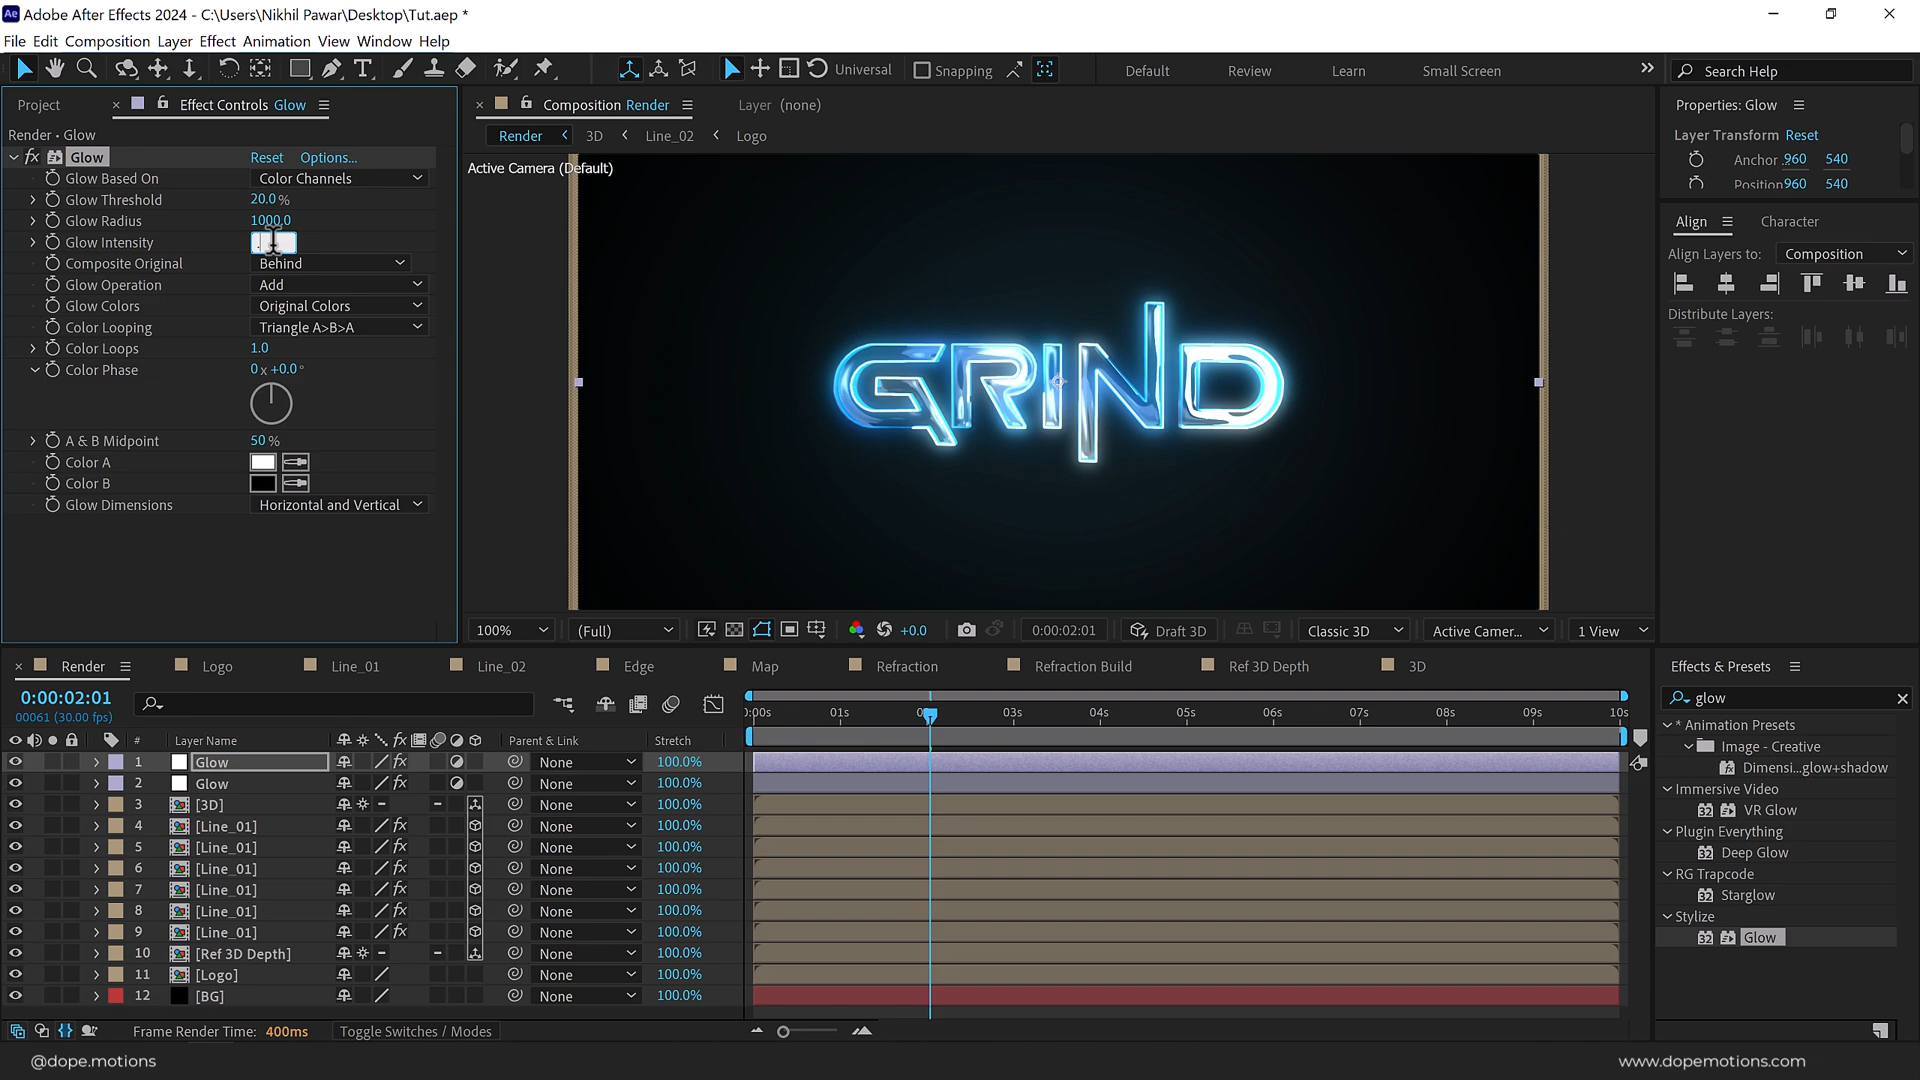 Adobe After Effects 2024 - C:\Users\Nikhil Pawar\Desktop\Tut.aep *
File Edit Composition Layer Effect Animation View Window Help
Universal Snapping Default Review Learn Small Screen Search Help
Project Effect Controls Glow
Render • Glow
Glow Reset Options...
Glow Based On Color Channels
Glow Threshold 20.0 %
Glow Radius 1000.0
Glow Intensity .
Composite Original Behind
Glow Operation Add
Glow Colors Original Colors
Color Looping Triangle A>B>A
Color Loops 1.0
Color Phase 0 x +0.0 °
A & B Midpoint 50 %
Color A
Color B
Glow Dimensions Horizontal and Vertical
Composition Render Layer (none)
Render 3D Line_02 Logo
Active Camera (Default)
GRIND
100% (Full) +0.0 0:00:02:01 Draft 3D Classic 3D Active Camer... 1 View
Properties: Glow
Layer Transform Reset
Anchor 960 540
Position 960 540
Align Character
Align Layers to: Composition
Distribute Layers:
Render Logo Line_01 Line_02 Edge Map Refraction Refraction Build Ref 3D Depth 3D
0:00:02:01
00061 (30.00 fps)
01s 03s 04s 05s 06s 07s 08s 09s 10s
# Layer Name Parent & Link Stretch
1 Glow None 100.0%
2 Glow None 100.0%
3 [3D] None 100.0%
4 [Line_01] None 100.0%
5 [Line_01] None 100.0%
6 [Line_01] None 100.0%
7 [Line_01] None 100.0%
8 [Line_01] None 100.0%
9 [Line_01] None 100.0%
10 [Ref 3D Depth] None 100.0%
11 [Logo] None 100.0%
12 [BG] None 100.0%
Frame Render Time: 400ms Toggle Switches / Modes
Effects & Presets
glow
* Animation Presets
Image - Creative
Dimensi...glow+shadow
Immersive Video
32 VR Glow
Plugin Everything
32 Deep Glow
RG Trapcode
32 Starglow
Stylize
32 Glow
@dope.motions
www.dopemotions.com